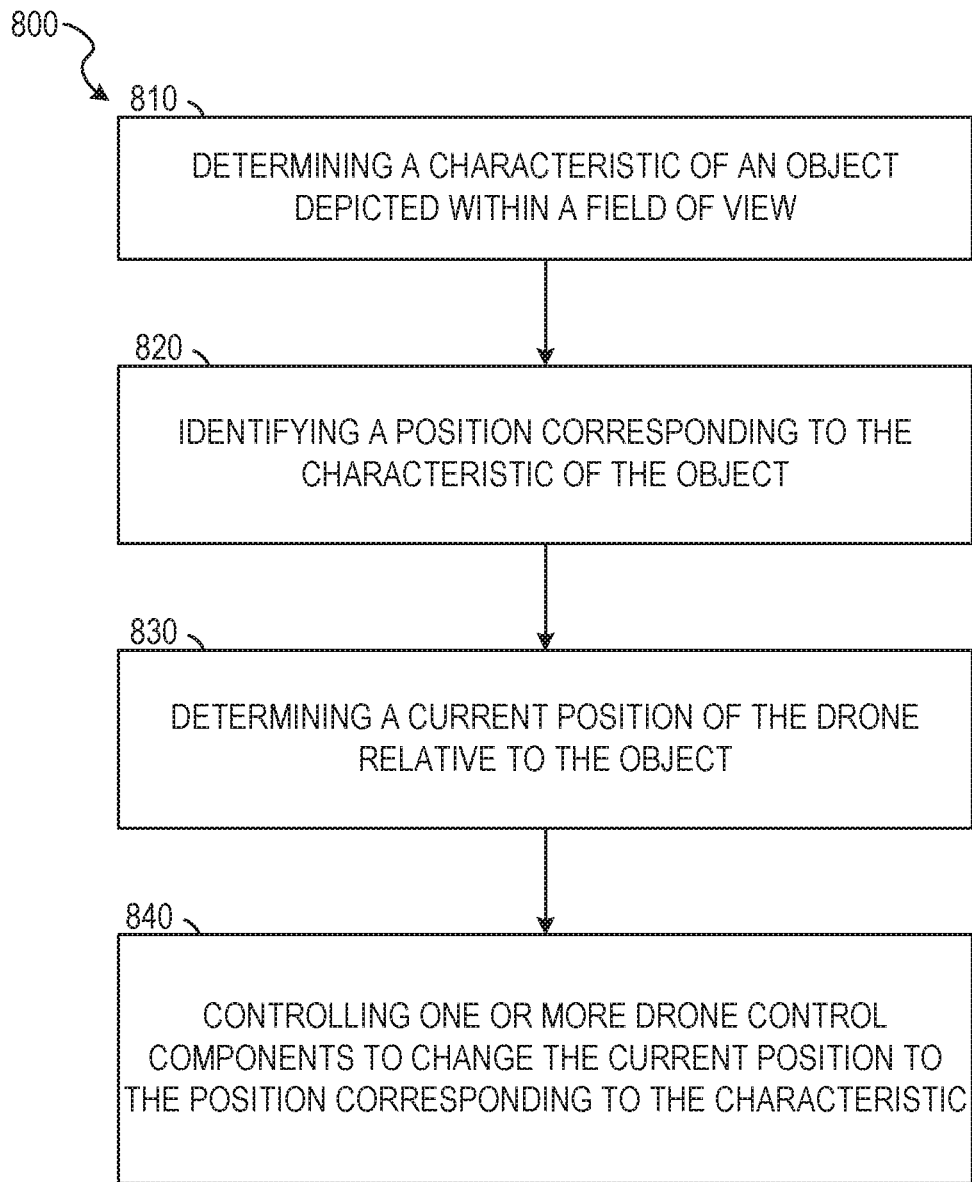 800
810
DETERMINING A CHARACTERISTIC OF AN OBJECT
DEPICTED WITHIN A FIELD OF VIEW
820
IDENTIFYING A POSITION CORRESPONDING TO THE
CHARACTERISTIC OF THE OBJECT
830
DETERMINING A CURRENT POSITION OF THE DRONE
RELATIVE TO THE OBJECT
840
CONTROLLING ONE OR MORE DRONE CONTROL
COMPONENTS TO CHANGE THE CURRENT POSITION TO
THE POSITION CORRESPONDING TO THE CHARACTERISTIC